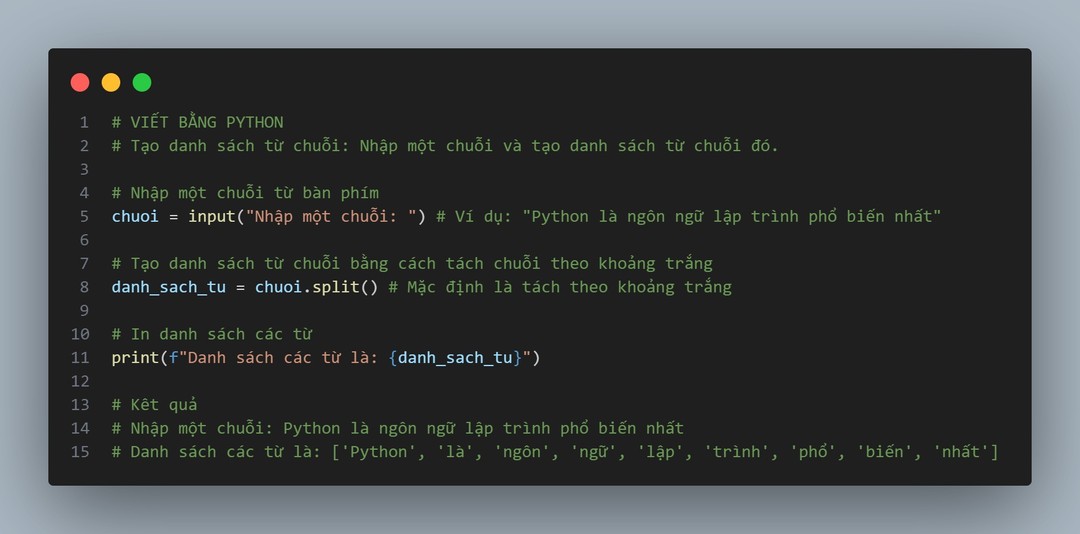 1 # VIẾT BẰNG PYTHON
2 # Tạo danh sách từ chuỗi: Nhập một chuỗi và tạo danh sách từ chuỗi đó.
3
4 # Nhập một chuỗi từ bàn phím
5 chuoi = input("Nhập một chuỗi: ") # Ví dụ: "Python là ngôn ngữ lập trình phổ biến nhất"
6
7 # Tạo danh sách từ chuỗi bằng cách tách chuỗi theo khoảng trắng
8 danh_sach_tu = chuoi.split() # Mặc định là tách theo khoảng trắng
9
10 # In danh sách các từ
11 print(f"Danh sách các từ là: {danh_sach_tu}")
12
13 # Kết quả
14 # Nhập một chuỗi: Python là ngôn ngữ lập trình phổ biến nhất
15 # Danh sách các từ là: ['Python', 'là', 'ngôn', 'ngữ', 'lập', 'trình', 'phổ', 'biến', 'nhất']